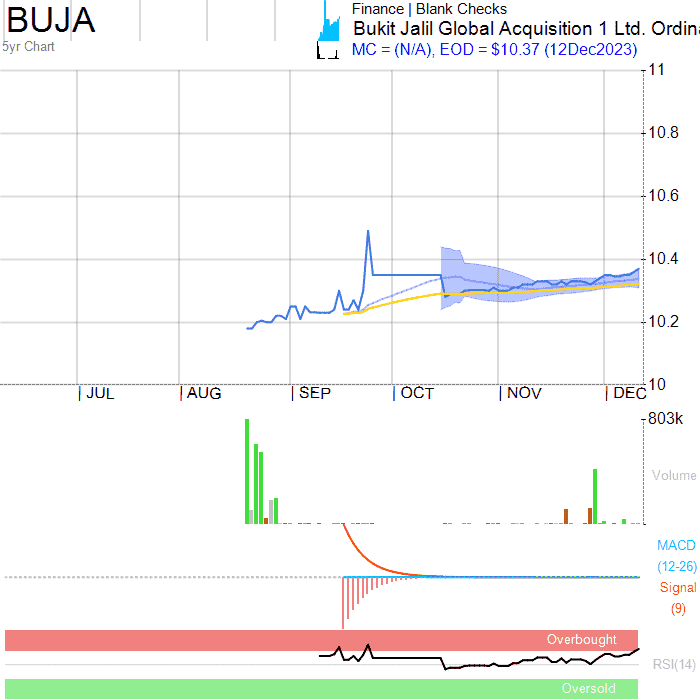 BUJA
5yr Chart
Finance | Blank Checks
Bukit Jalil Global Acquisition 1 Ltd. Ordina
MC = (N/A), EOD = $10.37 (12Dec2023)
11
10.8
10.6
10.4
10.2
10
| JUL | AUG | SEP | OCT | NOV | DEC
803k
Volume
MACD
(12-26)
Signal
(9)
Overbought
RSI(14)
Oversold